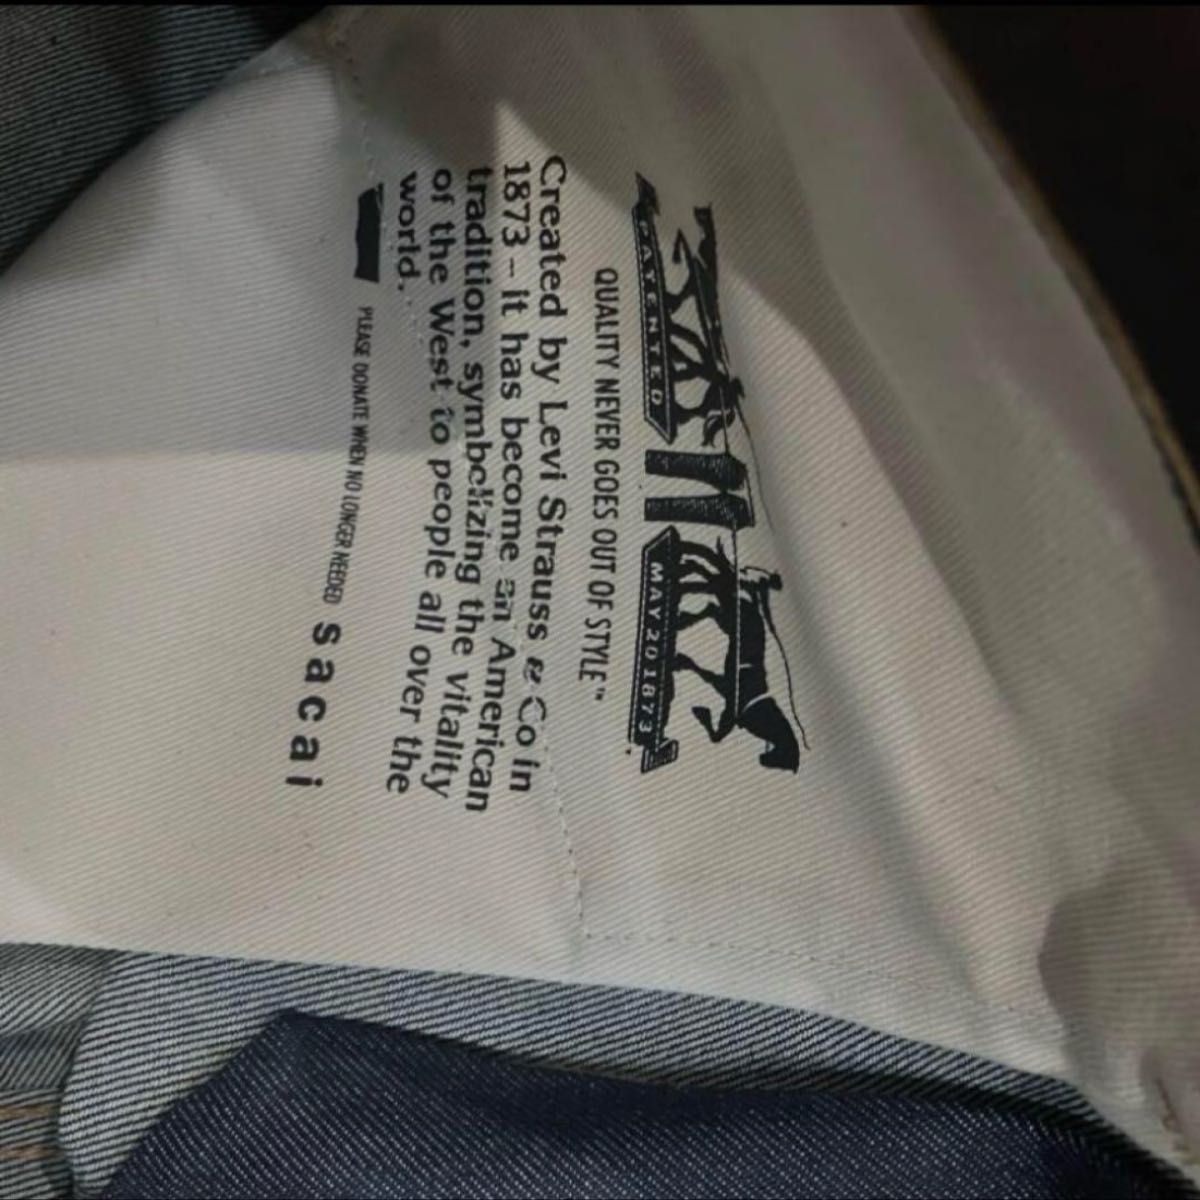 PATENTED MAY 20 1873
QUALITY NEVER GOES OUT OF STYLE™
Created by Levi Strauss & Co in
1873 – it has become an American
tradition, symbolizing the vitality
of the West to people all over the
world.
PLEASE DONATE WHEN NO LONGER NEEDED
sacai